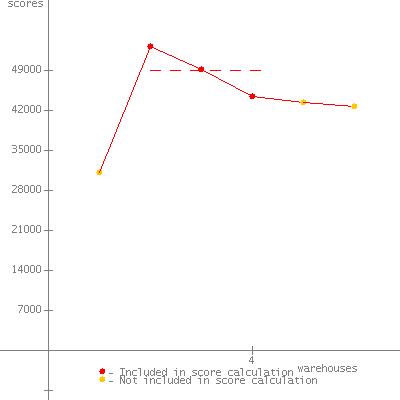 scores
49000
42000
35000
28000
21000
14000
7000
4
warehouses
- Included in score calculation
- Not included in score calculation